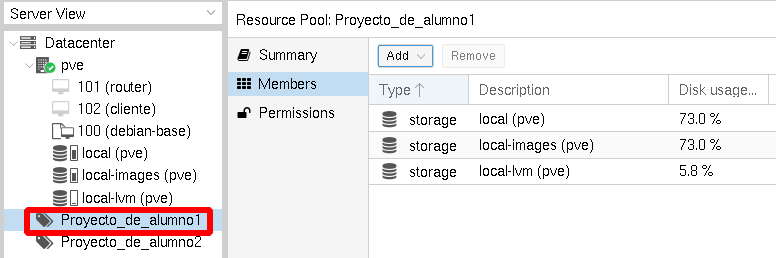 Server View
Datacenter
pve
101 (router)
102 (cliente)
100 (debian-base)
local (pve)
local-images (pve)
local-lvm (pve)
Proyecto_de_alumno1
Proyecto_de_alumno2
Resource Pool: Proyecto_de_alumno1
Summary
Members
Permissions
Add Remove
Type Description Disk usage...
storage local (pve) 73.0 %
storage local-images (pve) 73.0 %
storage local-lvm (pve) 5.8 %